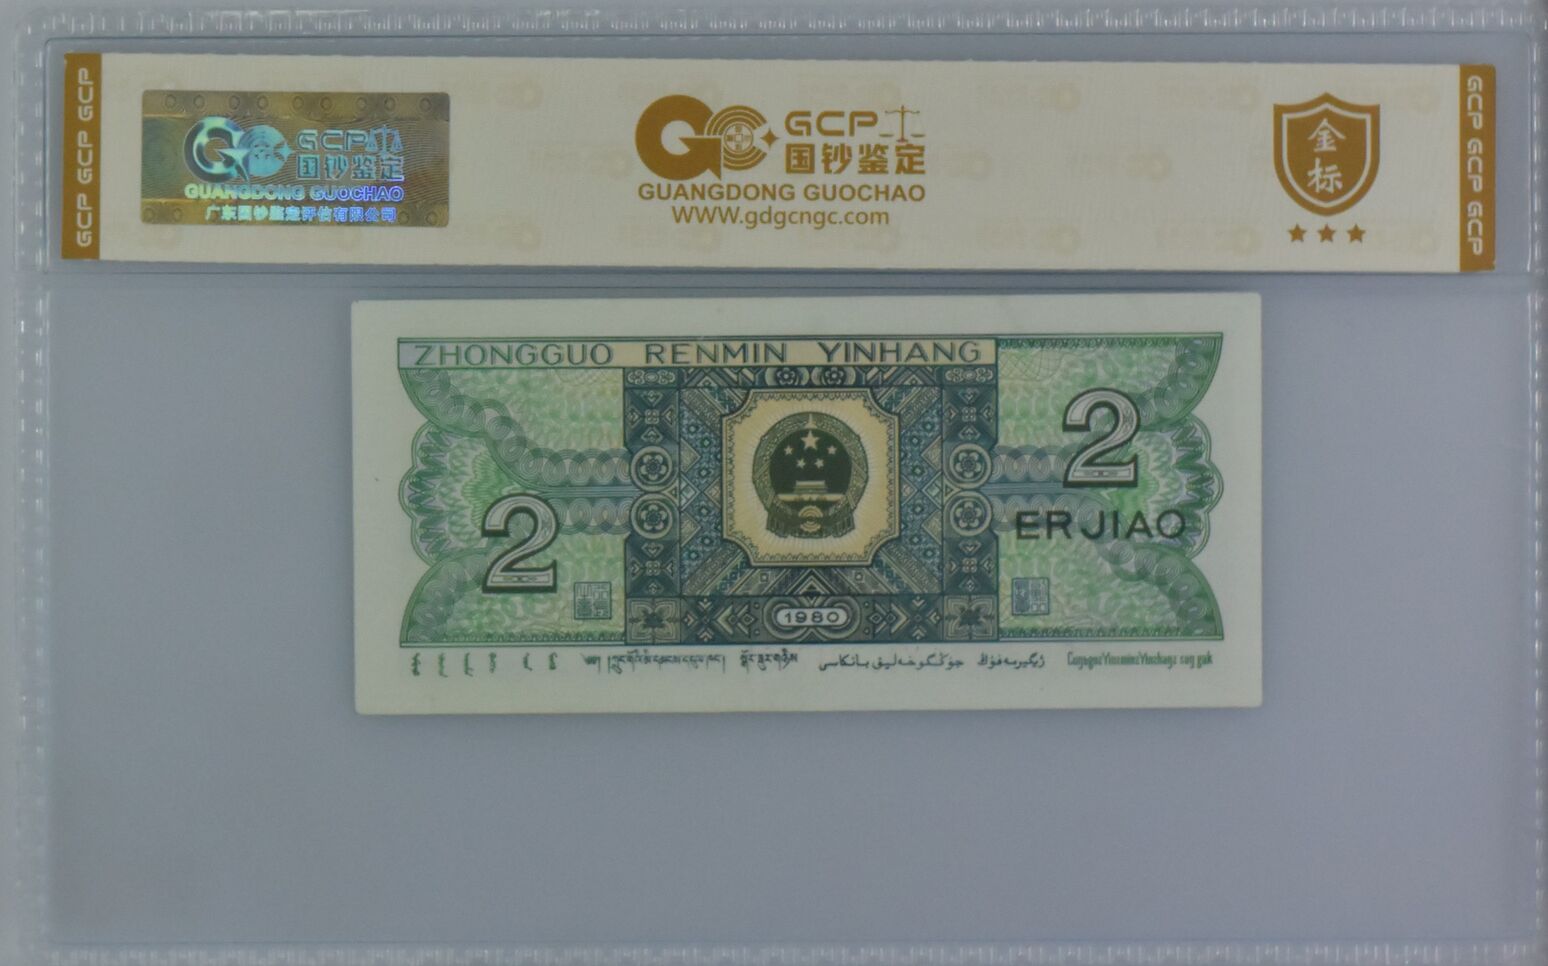 GCP GCP GCP
GCP
国钞鉴定
GUANGDONG GUOCHAO
广东国钞鉴定评估有限公司
GCP
国钞鉴定
GUANGDONG GUOCHAO
WWW.gdgcngc.com
金
标
GCP GCP GCP
ZHONGGUO RENMIN YINHANG
2
2
ERJIAO
1980